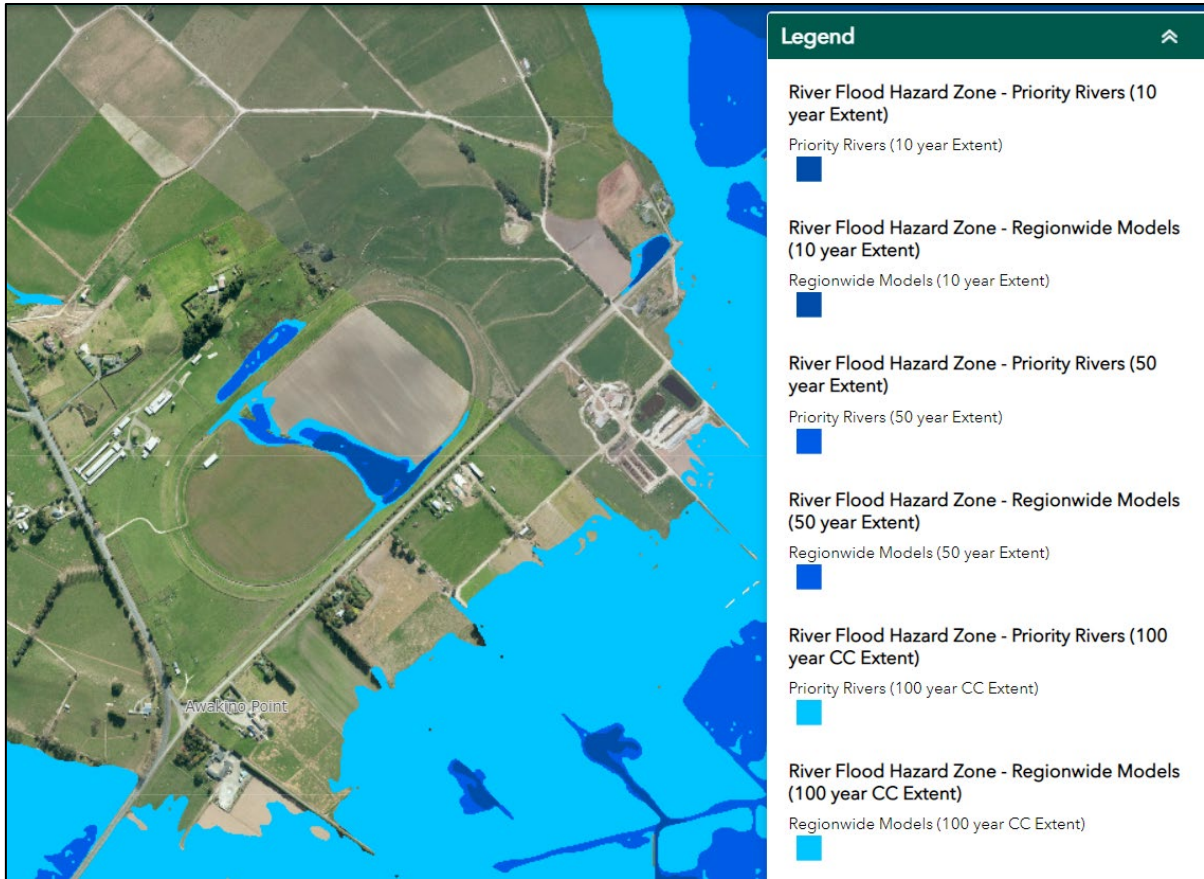 Legend
River Flood Hazard Zone - Priority Rivers (10
year Extent)
Priority Rivers (10 year Extent)
River Flood Hazard Zone - Regionwide Models
(10 year Extent)
Regionwide Models (10 year Extent)
River Flood Hazard Zone - Priority Rivers (50
year Extent)
Priority Rivers (50 year Extent)
River Flood Hazard Zone - Regionwide Models
(50 year Extent)
Regionwide Models (50 year Extent)
River Flood Hazard Zone - Priority Rivers (100
year CC Extent)
Priority Rivers (100 year CC Extent)
River Flood Hazard Zone - Regionwide Models
(100 year CC Extent)
Regionwide Models (100 year CC Extent)
Awakino Point